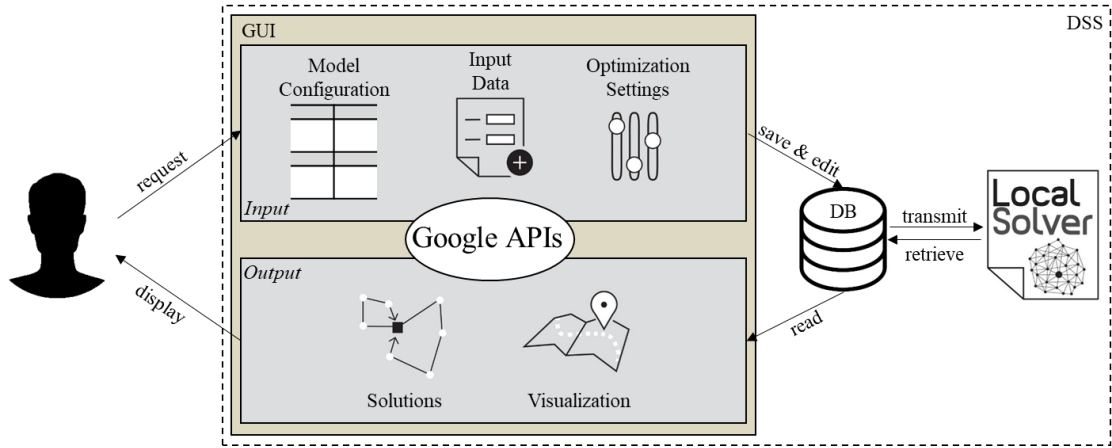 GUI
DSS
Model
Configuration
Input
Data
Optimization
Settings
Input
request
save & edit
DB
transmit
retrieve
Local
Solver
Google APIs
Output
display
read
Solutions
Visualization